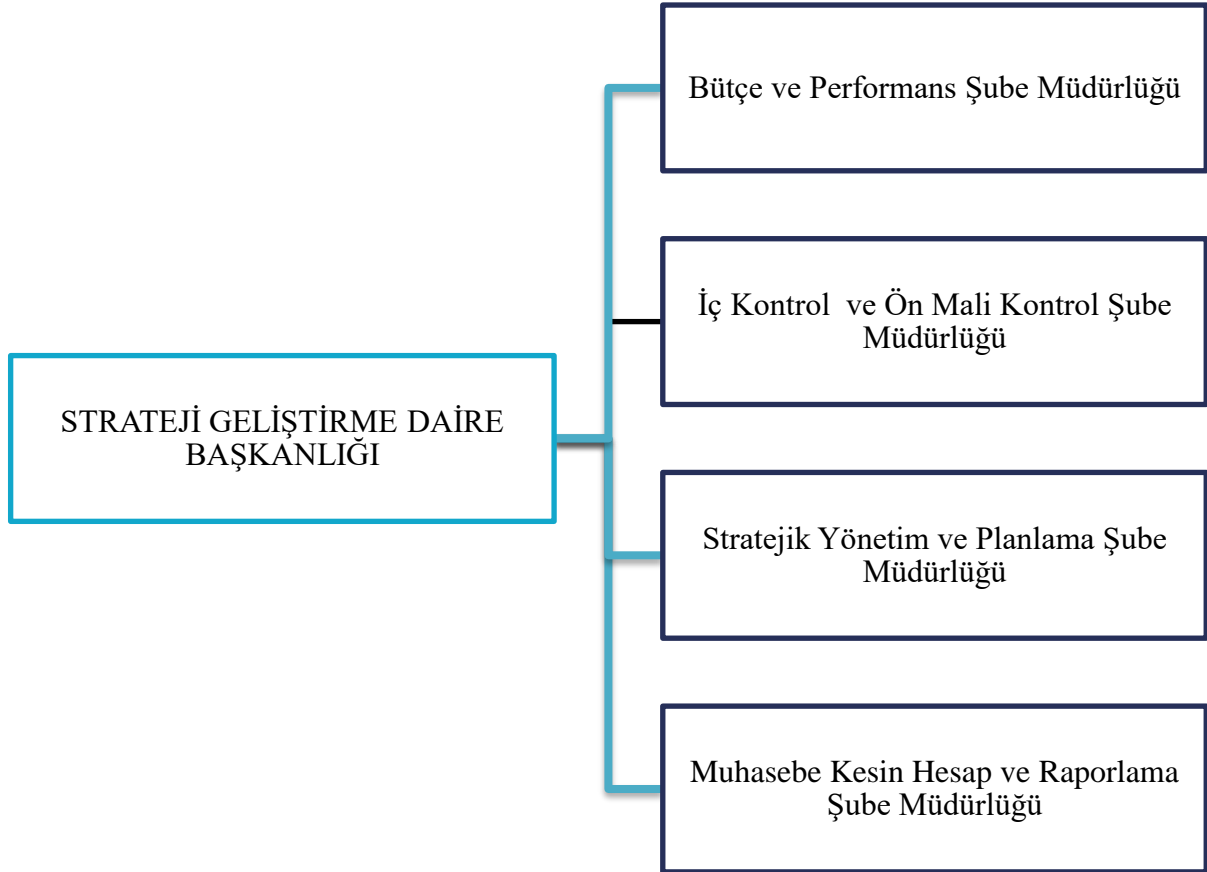 Bütçe ve Performans Şube Müdürlüğü
İç Kontrol  ve Ön Mali Kontrol Şube
Müdürlüğü
STRATEJİ GELİŞTİRME DAİRE
BAŞKANLIĞI
Stratejik Yönetim ve Planlama Şube
Müdürlüğü
Muhasebe Kesin Hesap ve Raporlama
Şube Müdürlüğü